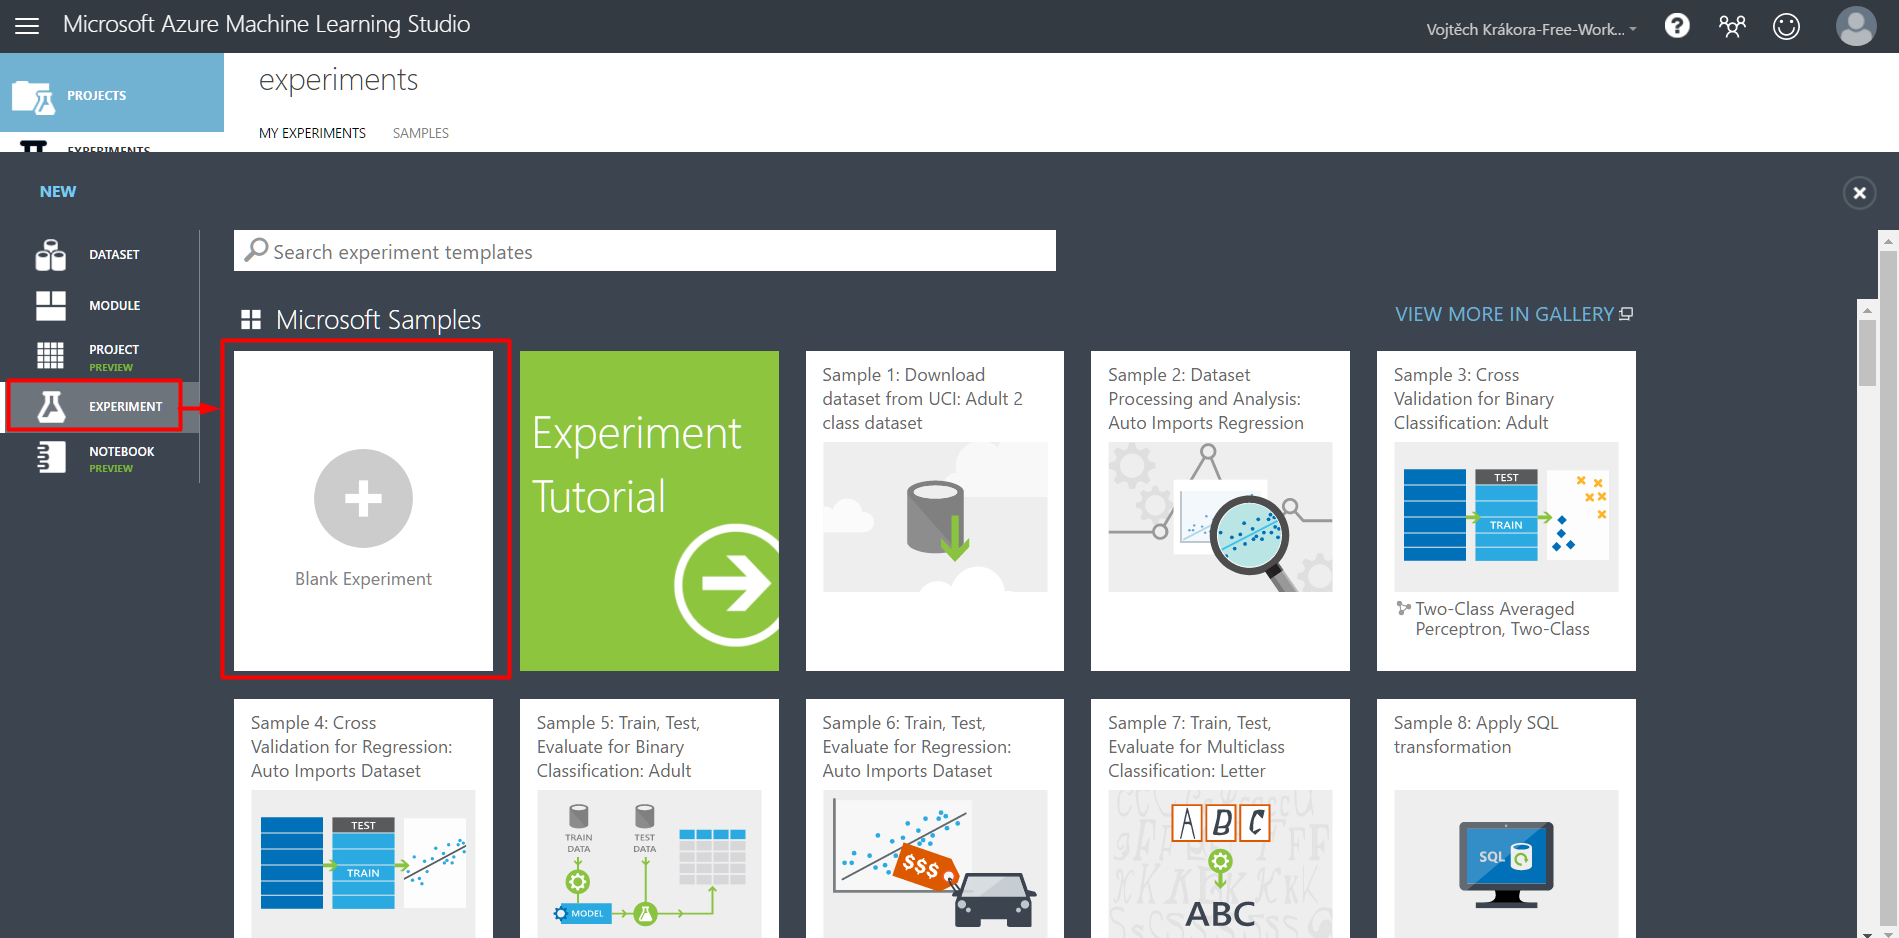 Microsoft Azure Machine Learning Studio
Vojtěch Krákora-Free-Work...
PROJECTS
experiments
MY EXPERIMENTS
SAMPLES
EXPERIMENTS
NEW
DATASET
MODULE
PROJECT
PREVIEW
EXPERIMENT
NOTEBOOK
PREVIEW
Search experiment templates
Microsoft Samples
VIEW MORE IN GALLERY
Blank Experiment
Experiment
Tutorial
Sample 1: Download
dataset from UCI: Adult 2
class dataset
Sample 2: Dataset
Processing and Analysis:
Auto Imports Regression
Sample 3: Cross
Validation for Binary
Classification: Adult
TEST
TRAIN
Two-Class Averaged
Perceptron, Two-Class
Sample 4: Cross
Validation for Regression:
Auto Imports Dataset
TEST
TRAIN
Sample 5: Train, Test,
Evaluate for Binary
Classification: Adult
TRAIN
DATA
TEST
DATA
MODEL
Sample 6: Train, Test,
Evaluate for Regression:
Auto Imports Dataset
$$$
Sample 7: Train, Test,
Evaluate for Multiclass
Classification: Letter
A B C
ABC
Sample 8: Apply SQL
transformation
SQL